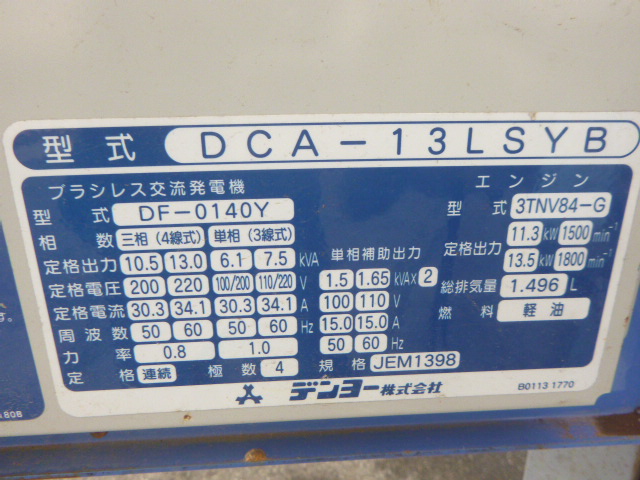 型式 DCA-13LSYB
ブラシレス交流発電機
型式 DF-0140Y
相数 三相(4線式) 単相(3線式)
定格出力 10.5 13.0 6.1 7.5 kVA
定格電圧 200 220 100/200 110/220 V
定格電流 30.3 34.1 30.3 34.1 A
周波数 50 60 50 60 Hz
力率 0.8 1.0
定格 連続 極数 4 規格 JEM1398
単相補助出力
1.5 1.65 kVA× 2
100 110 V
15.0 15.0 A
50 60 Hz
エンジン
型式 3TNV84-G
定格出力 11.3 kW 1500 min⁻¹
13.5 kW 1800 min⁻¹
総排気量 1.496 L
燃料 軽油
デンヨー株式会社
B0113 1770
す。